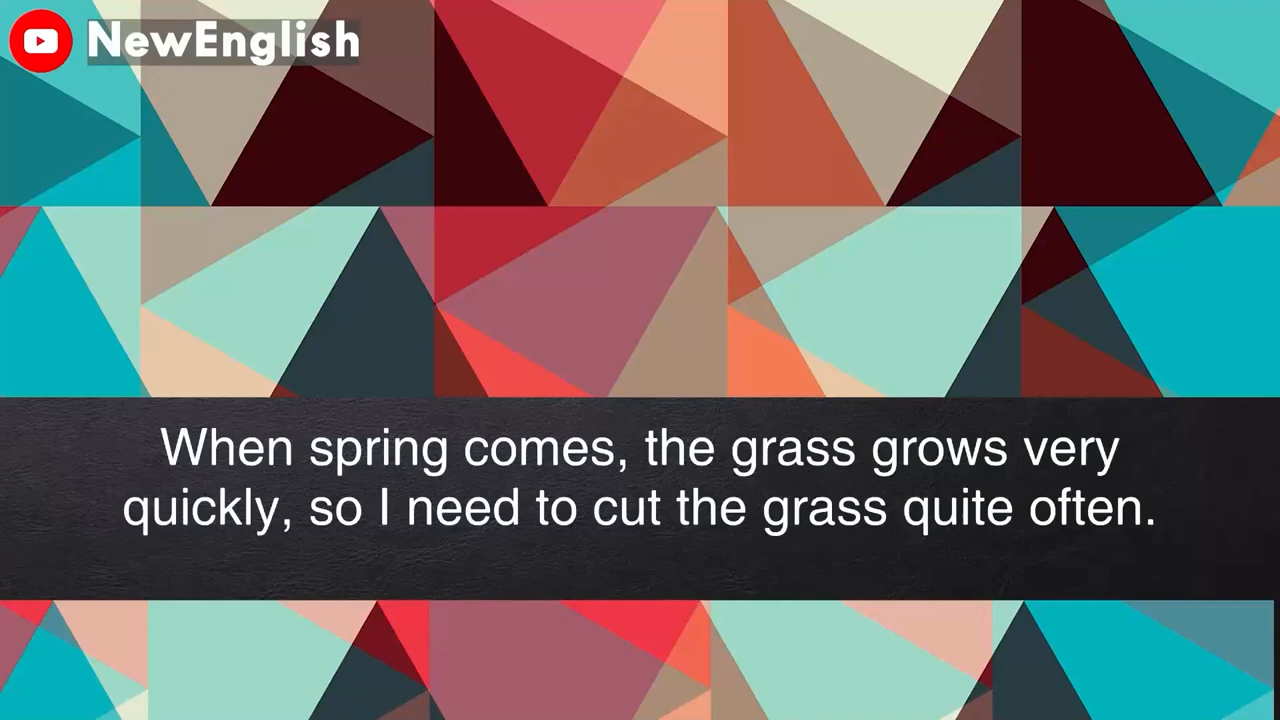 NewEnglish
When spring comes, the grass grows very
quickly, so I need to cut the grass quite often.